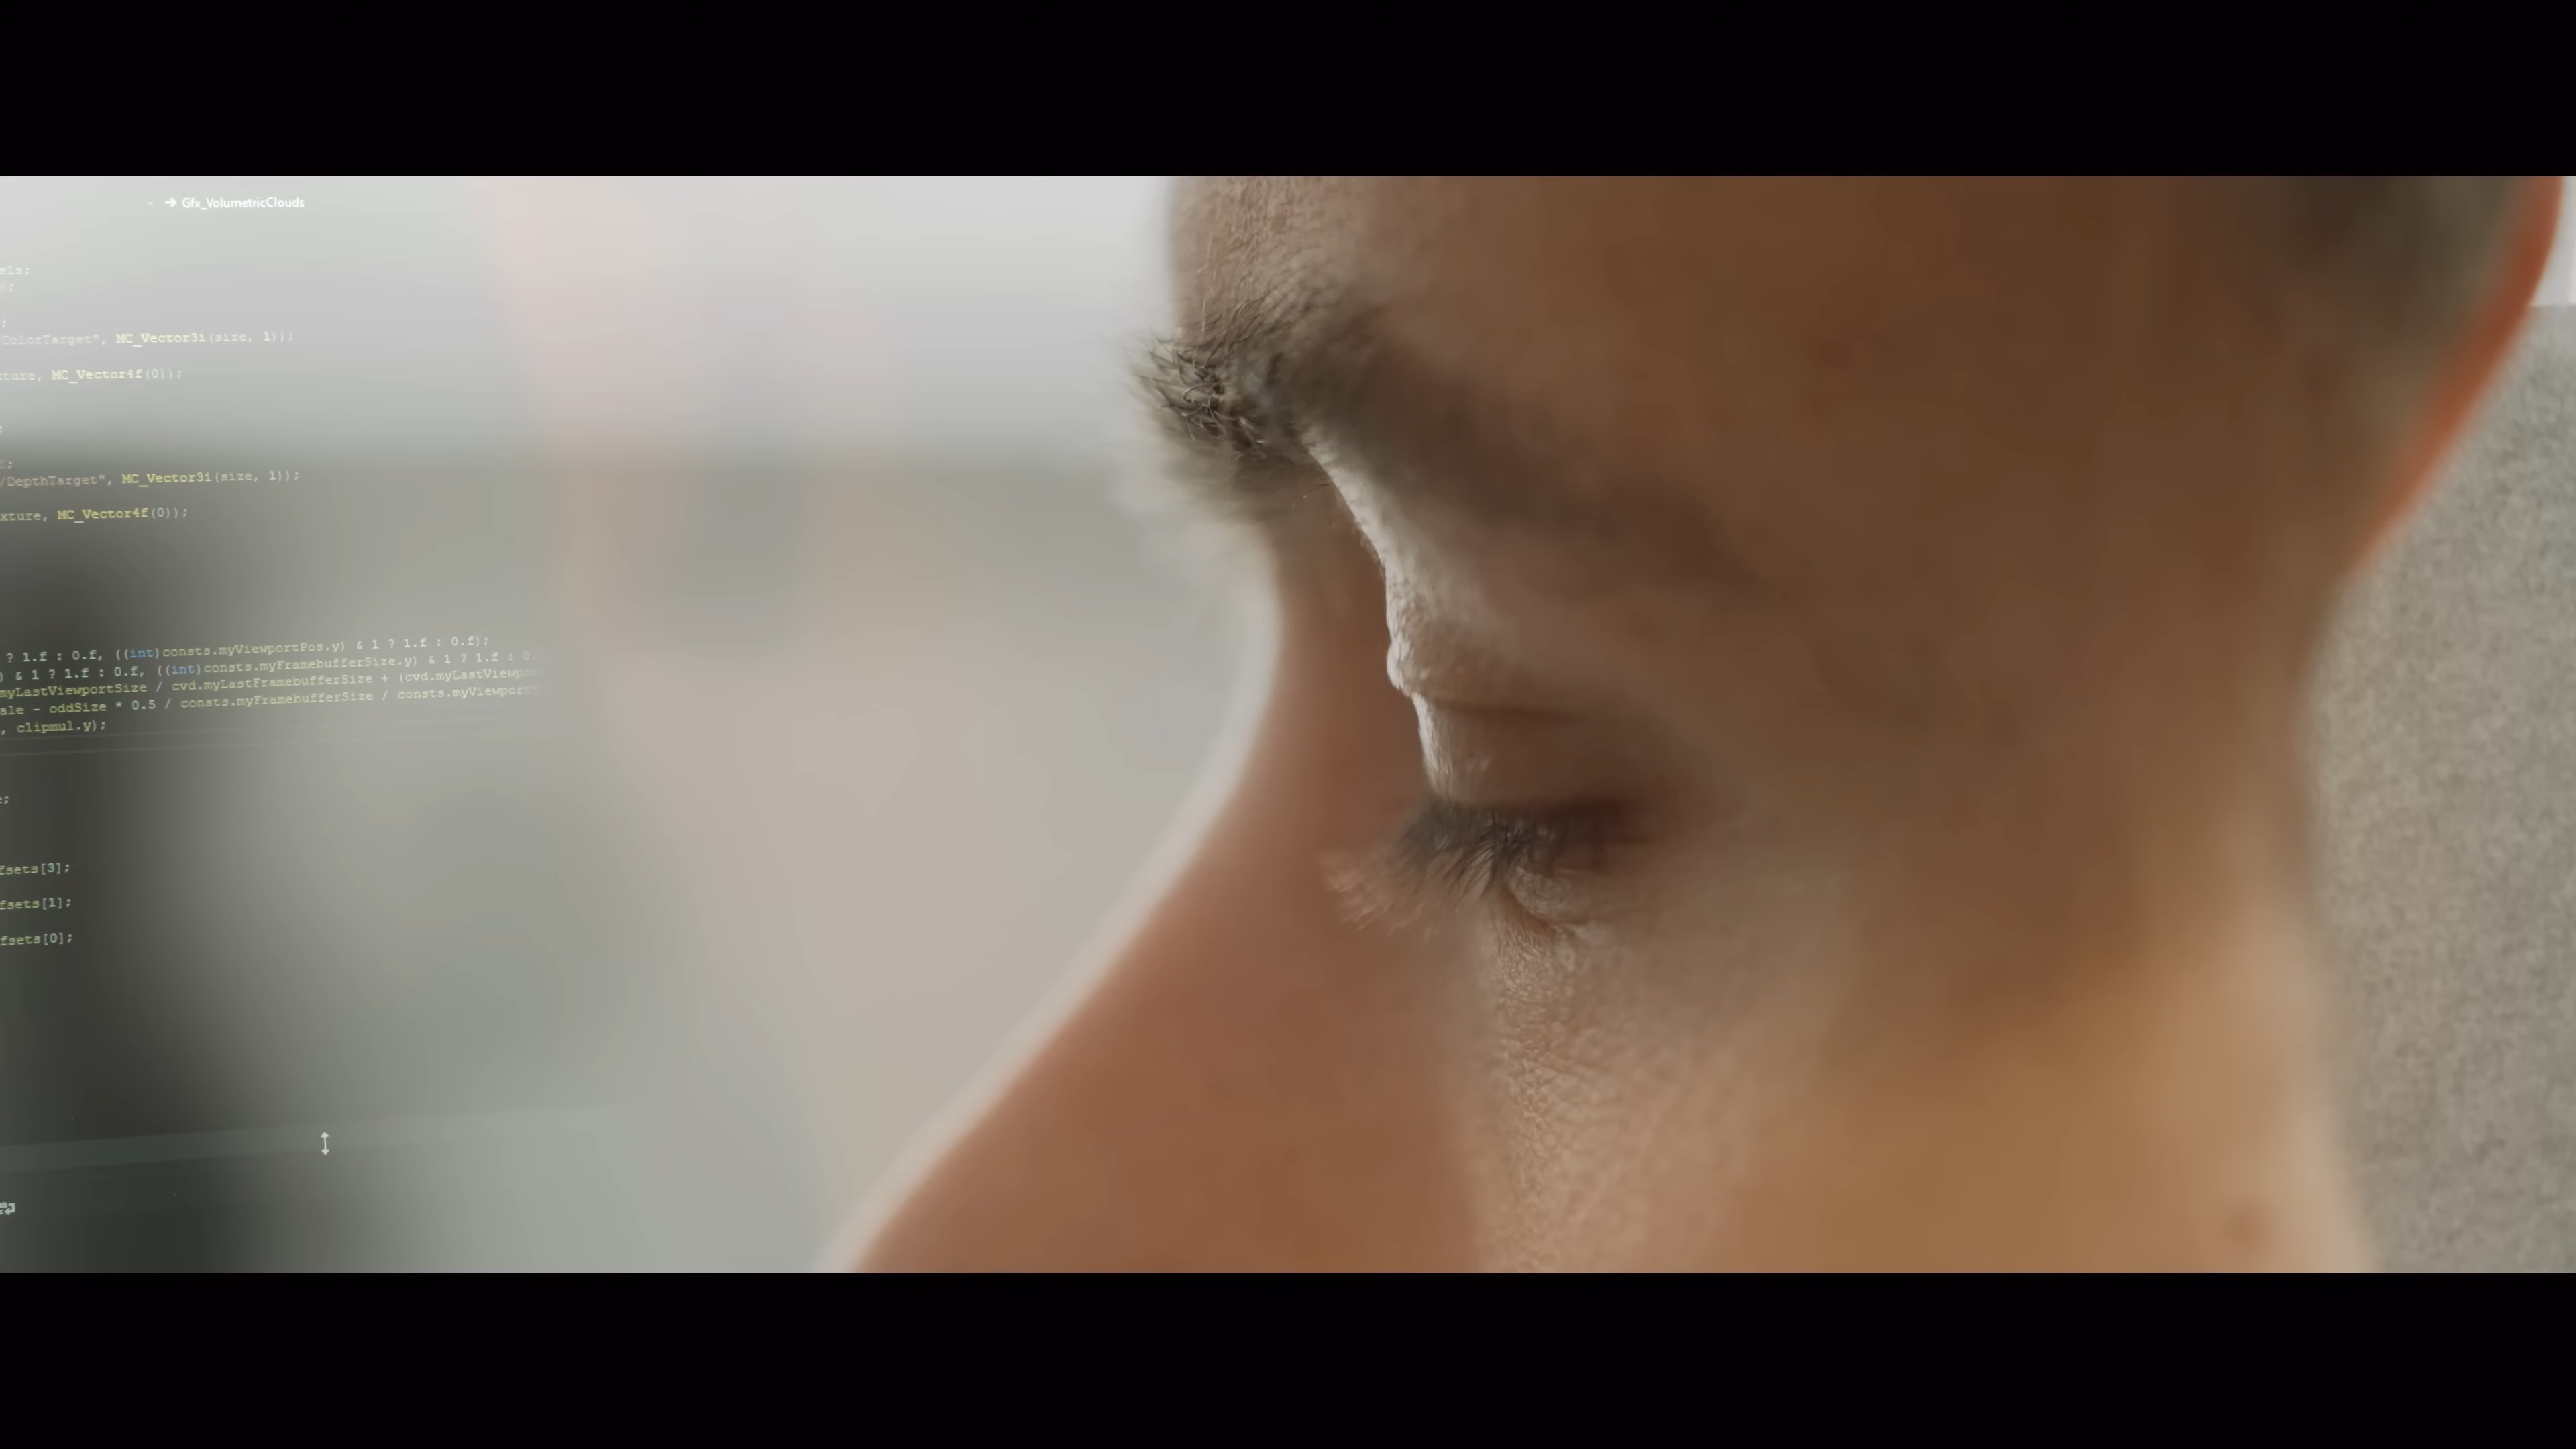 → Gfx_VolumetricClouds
els;
;
ColorTarget", MC_Vector3i(size, 1));
ture, MC_Vector4f(0));
;
;
/DepthTarget", MC_Vector3i(size, 1));
xture, MC_Vector4f(0));
? 1.f : 0.f, ((int)consts.myViewportPos.y) & 1 ? 1.f : 0.f);
) & 1 ? 1.f : 0.f, ((int)consts.myFramebufferSize.y) & 1 ? 1.f : 0.
myLastViewportSize / cvd.myLastFramebufferSize + (cvd.myLastViewpo
ale - oddSize * 0.5 / consts.myFramebufferSize / consts.myViewport
, clipmul.y);
;
fsets[3];
fsets[1];
fsets[0];